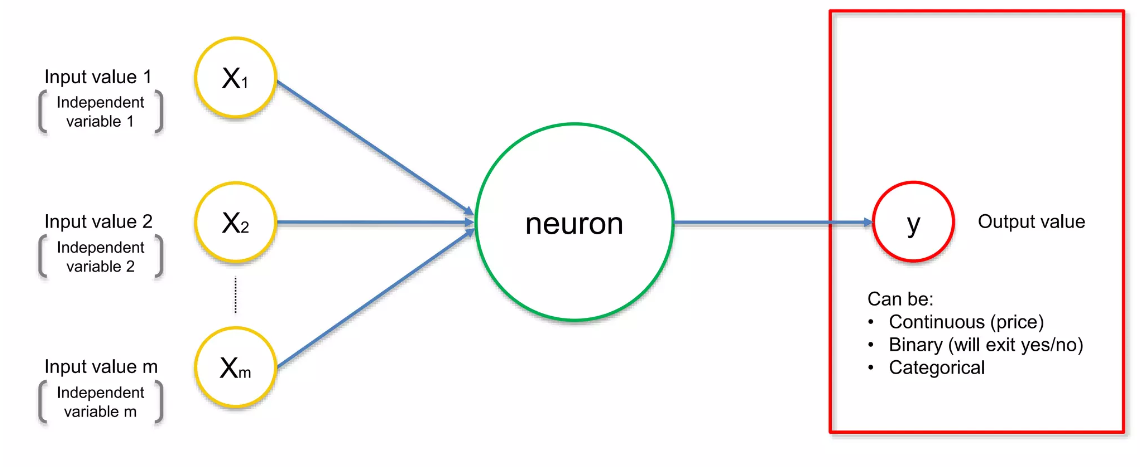 Input value 1
Independent
variable 1
X1
Input value 2
Independent
variable 2
X2
Input value m
Independent
variable m
Xm
neuron
y
Output value
Can be:
• Continuous (price)
• Binary (will exit yes/no)
• Categorical